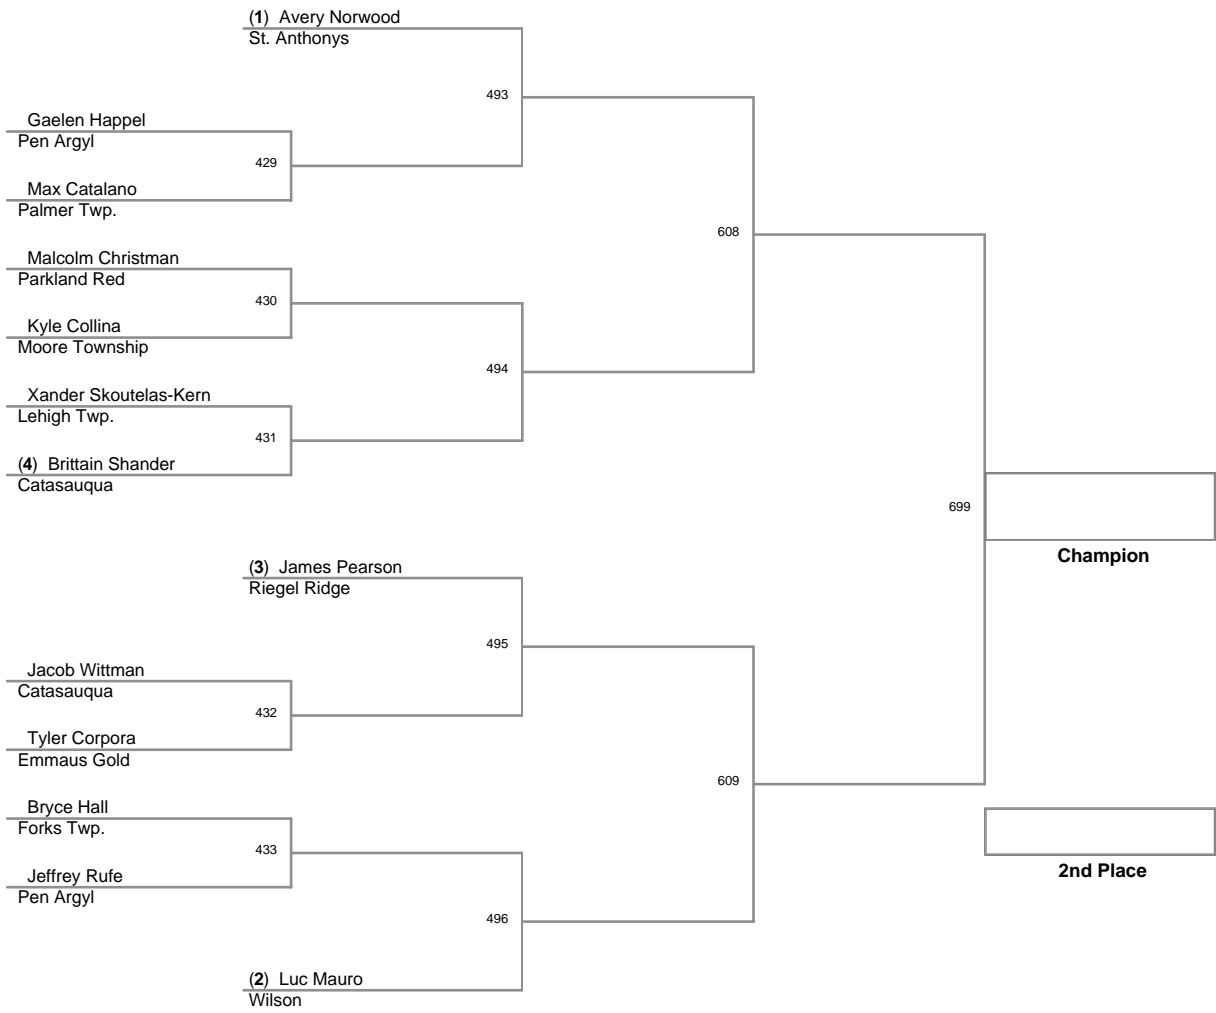 (1) Avery Norwood
St. Anthonys
493
Gaelen Happel
Pen Argyl
429
Max Catalano
Palmer Twp.
608
Malcolm Christman
Parkland Red
430
Kyle Collina
Moore Township
494
Xander Skoutelas-Kern
Lehigh Twp.
431
(4) Brittain Shander
Catasauqua
699
Champion
(3) James Pearson
Riegel Ridge
495
Jacob Wittman
Catasauqua
432
Tyler Corpora
Emmaus Gold
609
Bryce Hall
Forks Twp.
433
Jeffrey Rufe
Pen Argyl
2nd Place
496
(2) Luc Mauro
Wilson